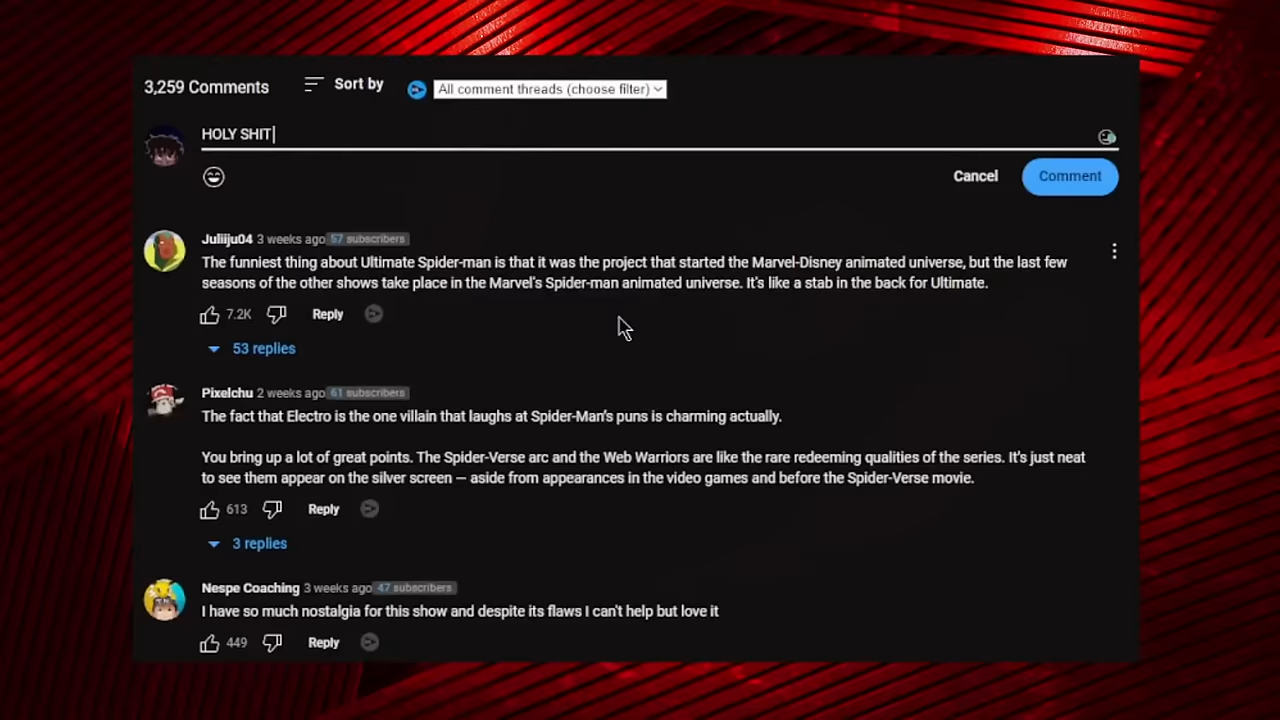 3,259 Comments Sort by All comment threads (choose filter)
HOLY SHIT
Cancel Comment
Juliiju04 3 weeks ago 57 subscribers
The funniest thing about Ultimate Spider-man is that it was the project that started the Marvel-Disney animated universe, but the last few
seasons of the other shows take place in the Marvel's Spider-man animated universe. It's like a stab in the back for Ultimate.
7.2K Reply
53 replies
Pixelchu 2 weeks ago 61 subscribers
The fact that Electro is the one villain that laughs at Spider-Man's puns is charming actually.
You bring up a lot of great points. The Spider-Verse arc and the Web Warriors are like the rare redeeming qualities of the series. It's just neat
to see them appear on the silver screen — aside from appearances in the video games and before the Spider-Verse movie.
613 Reply
3 replies
Nespe Coaching 3 weeks ago 47 subscribers
I have so much nostalgia for this show and despite its flaws I can't help but love it
449 Reply